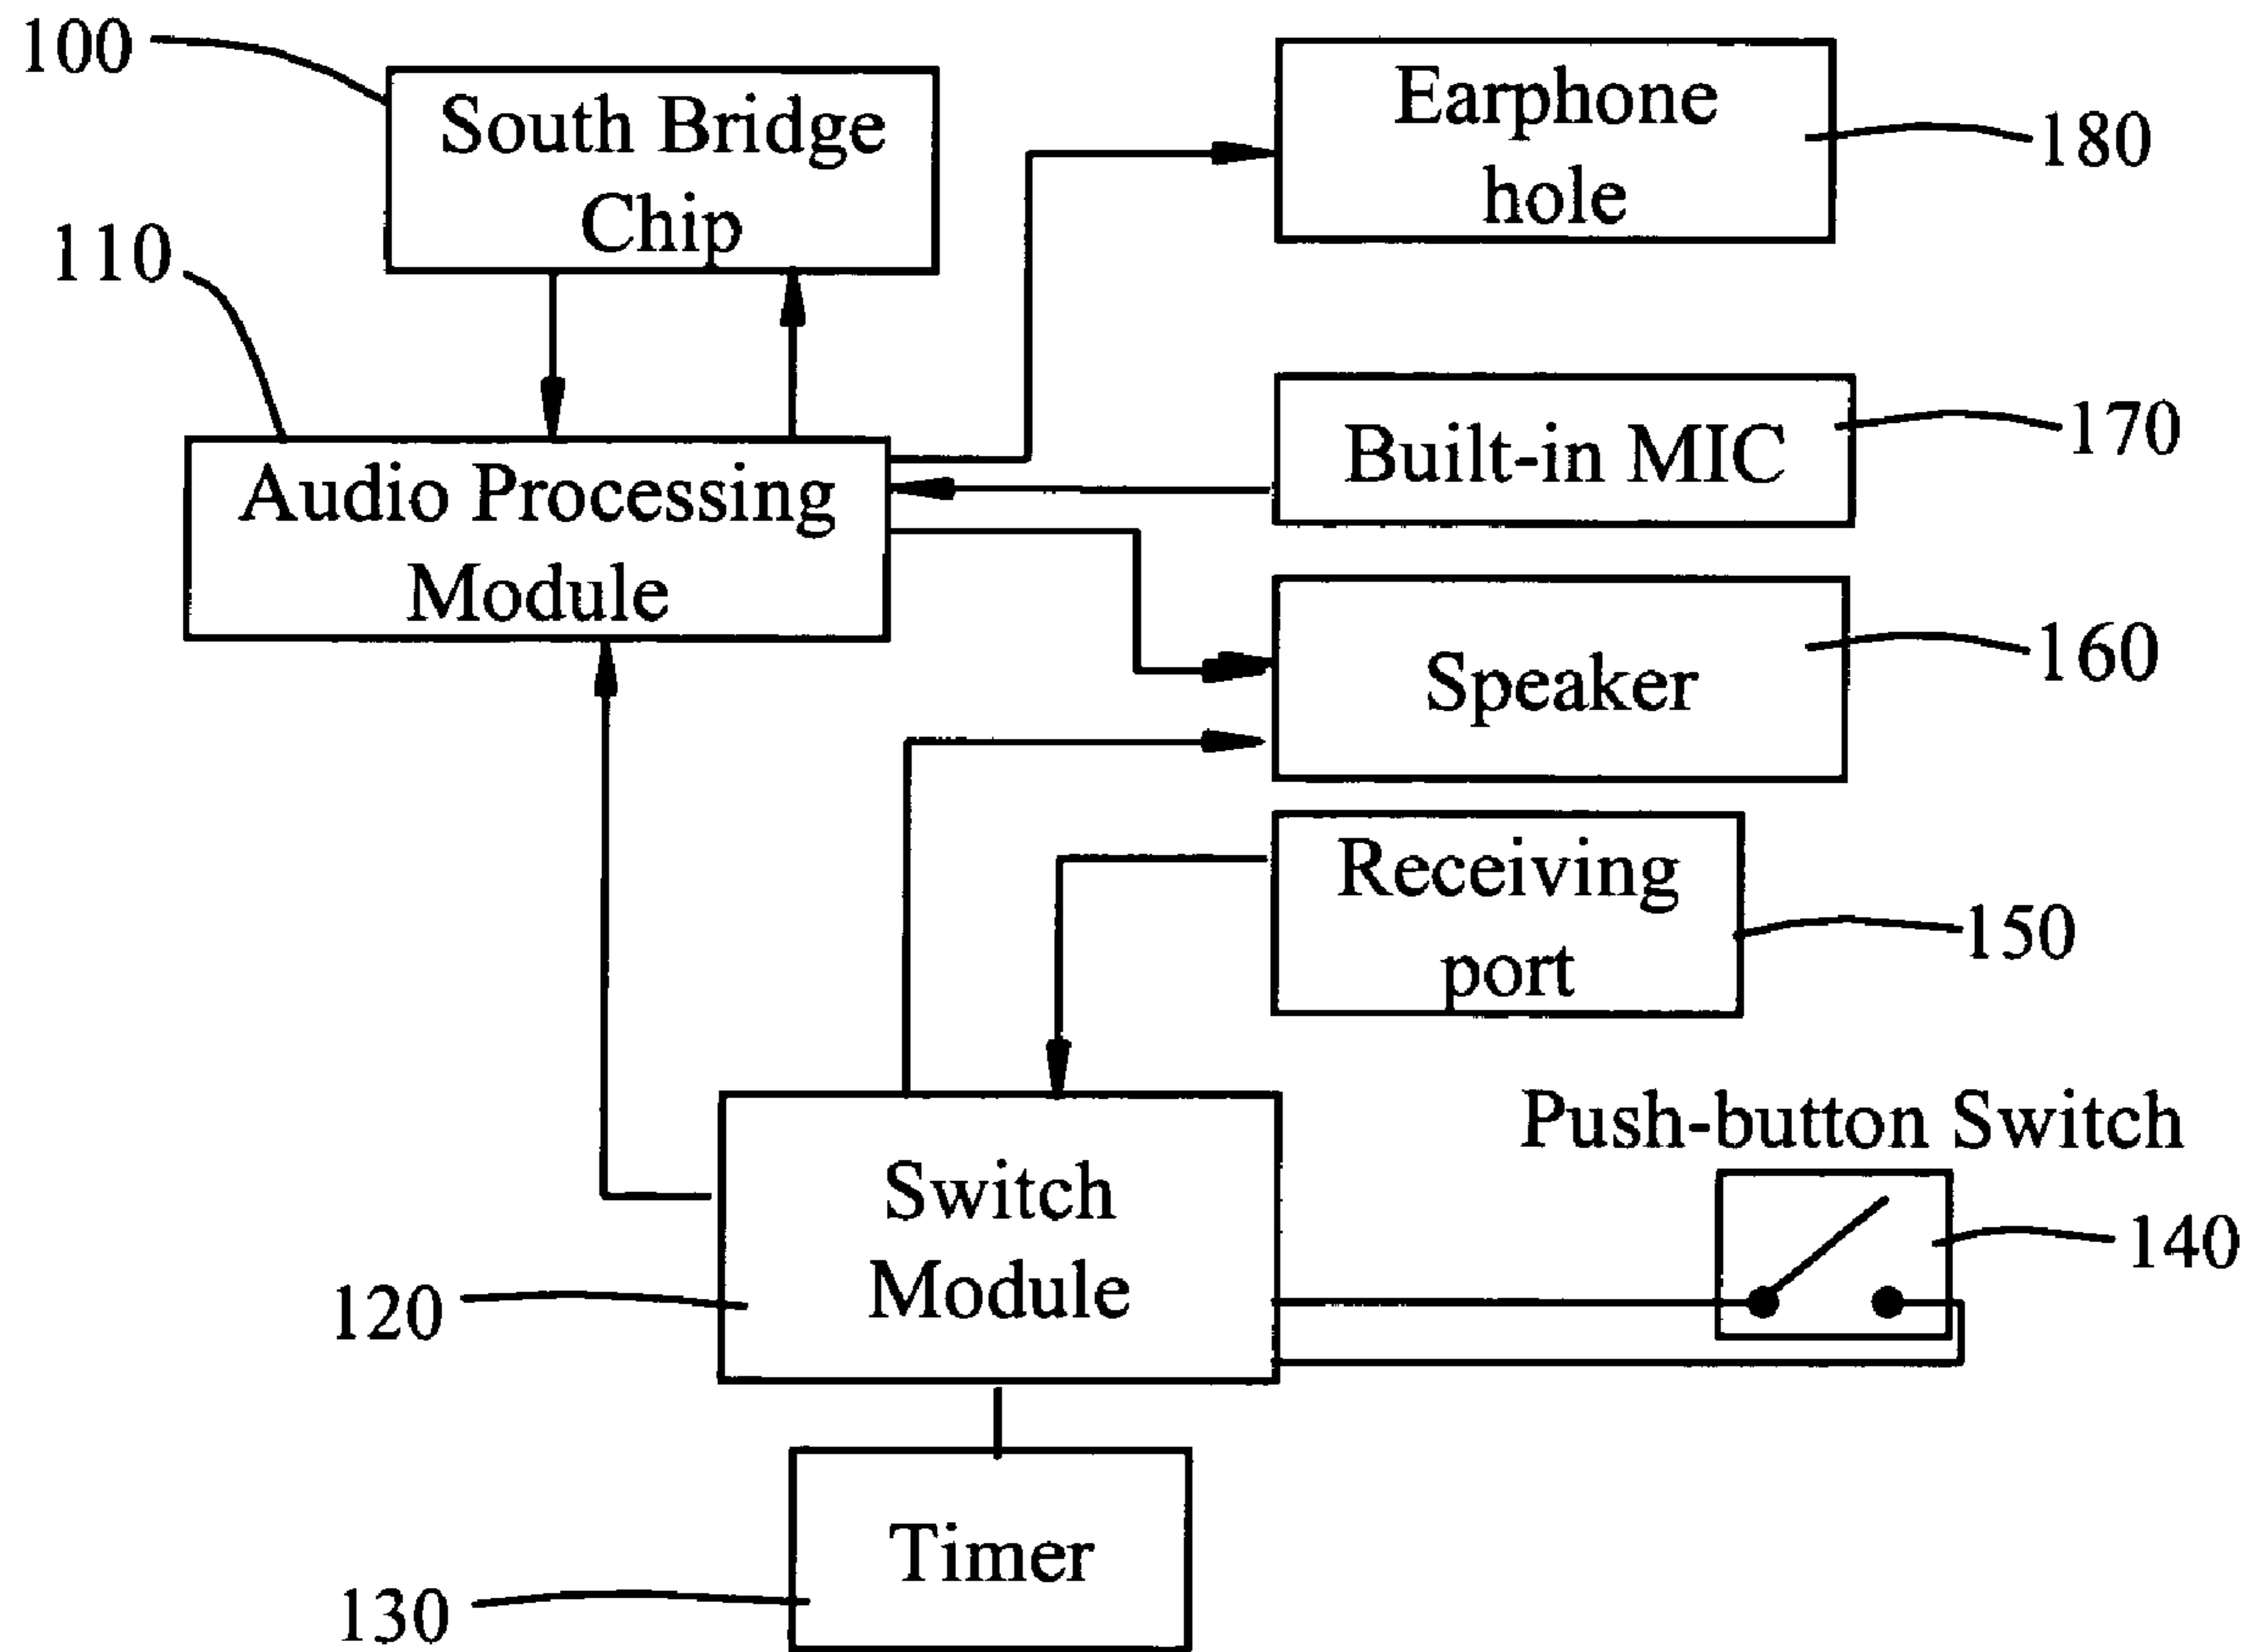 100
South Bridge
Chip
Earphone
hole
180
110
Audio Processing
Module
Built-in MIC
170
Speaker
160
Receiving
port
150
Push-button Switch
140
Switch
Module
120
Timer
130